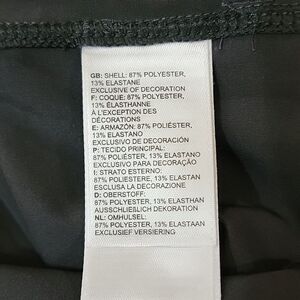 GB: SHELL: 87% POLYESTER,
13% ELASTANE
EXCLUSIVE OF DECORATION
F: COQUE: 87% POLYESTER,
13% ÉLASTHANNE
À L'EXCEPTION DES
DÉCORATIONS
E: ARMAZÓN: 87% POLIÉSTER,
13% ELASTANO
EXCLUSIVO DE DECORACIÓN
P: TECIDO PRINCIPAL:
87% POLIÉSTER, 13% ELASTANO
EXCLUSIVO PARA DECORAÇÃO
I: STRATO ESTERNO:
87% POLIESTERE, 13% ELASTAN
ESCLUSA LA DECORAZIONE
D: OBERSTOFF:
87% POLYESTER, 13% ELASTHAN
AUSSCHLIEßLICH DEKORATION
NL: OMHULSEL:
87% POLYESTER, 13% ELASTAAN
EXCLUSIEF VERSIERING